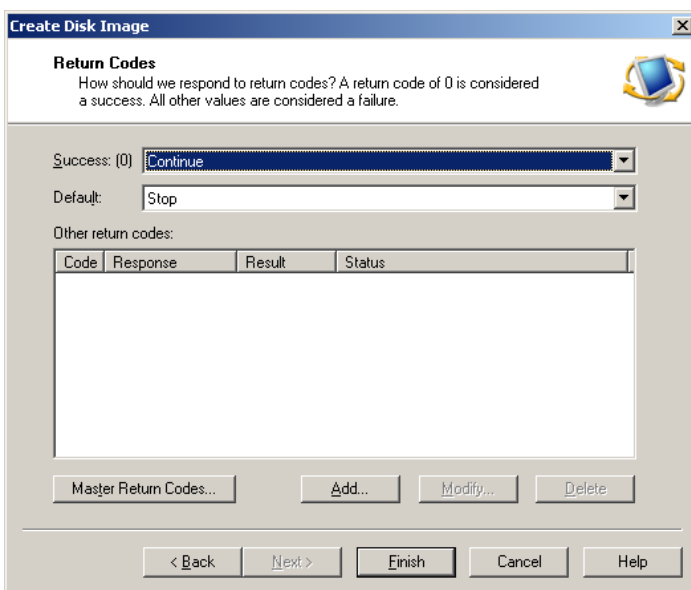 Create Disk Image
Return Codes
How should we respond to return codes? A return code of 0 is considered
a success. All other values are considered a failure.
Success: (0) Continue
Default: Stop
Other return codes:
Code Response Result Status
Master Return Codes... Add... Modify... Delete
< Back Next > Finish Cancel Help